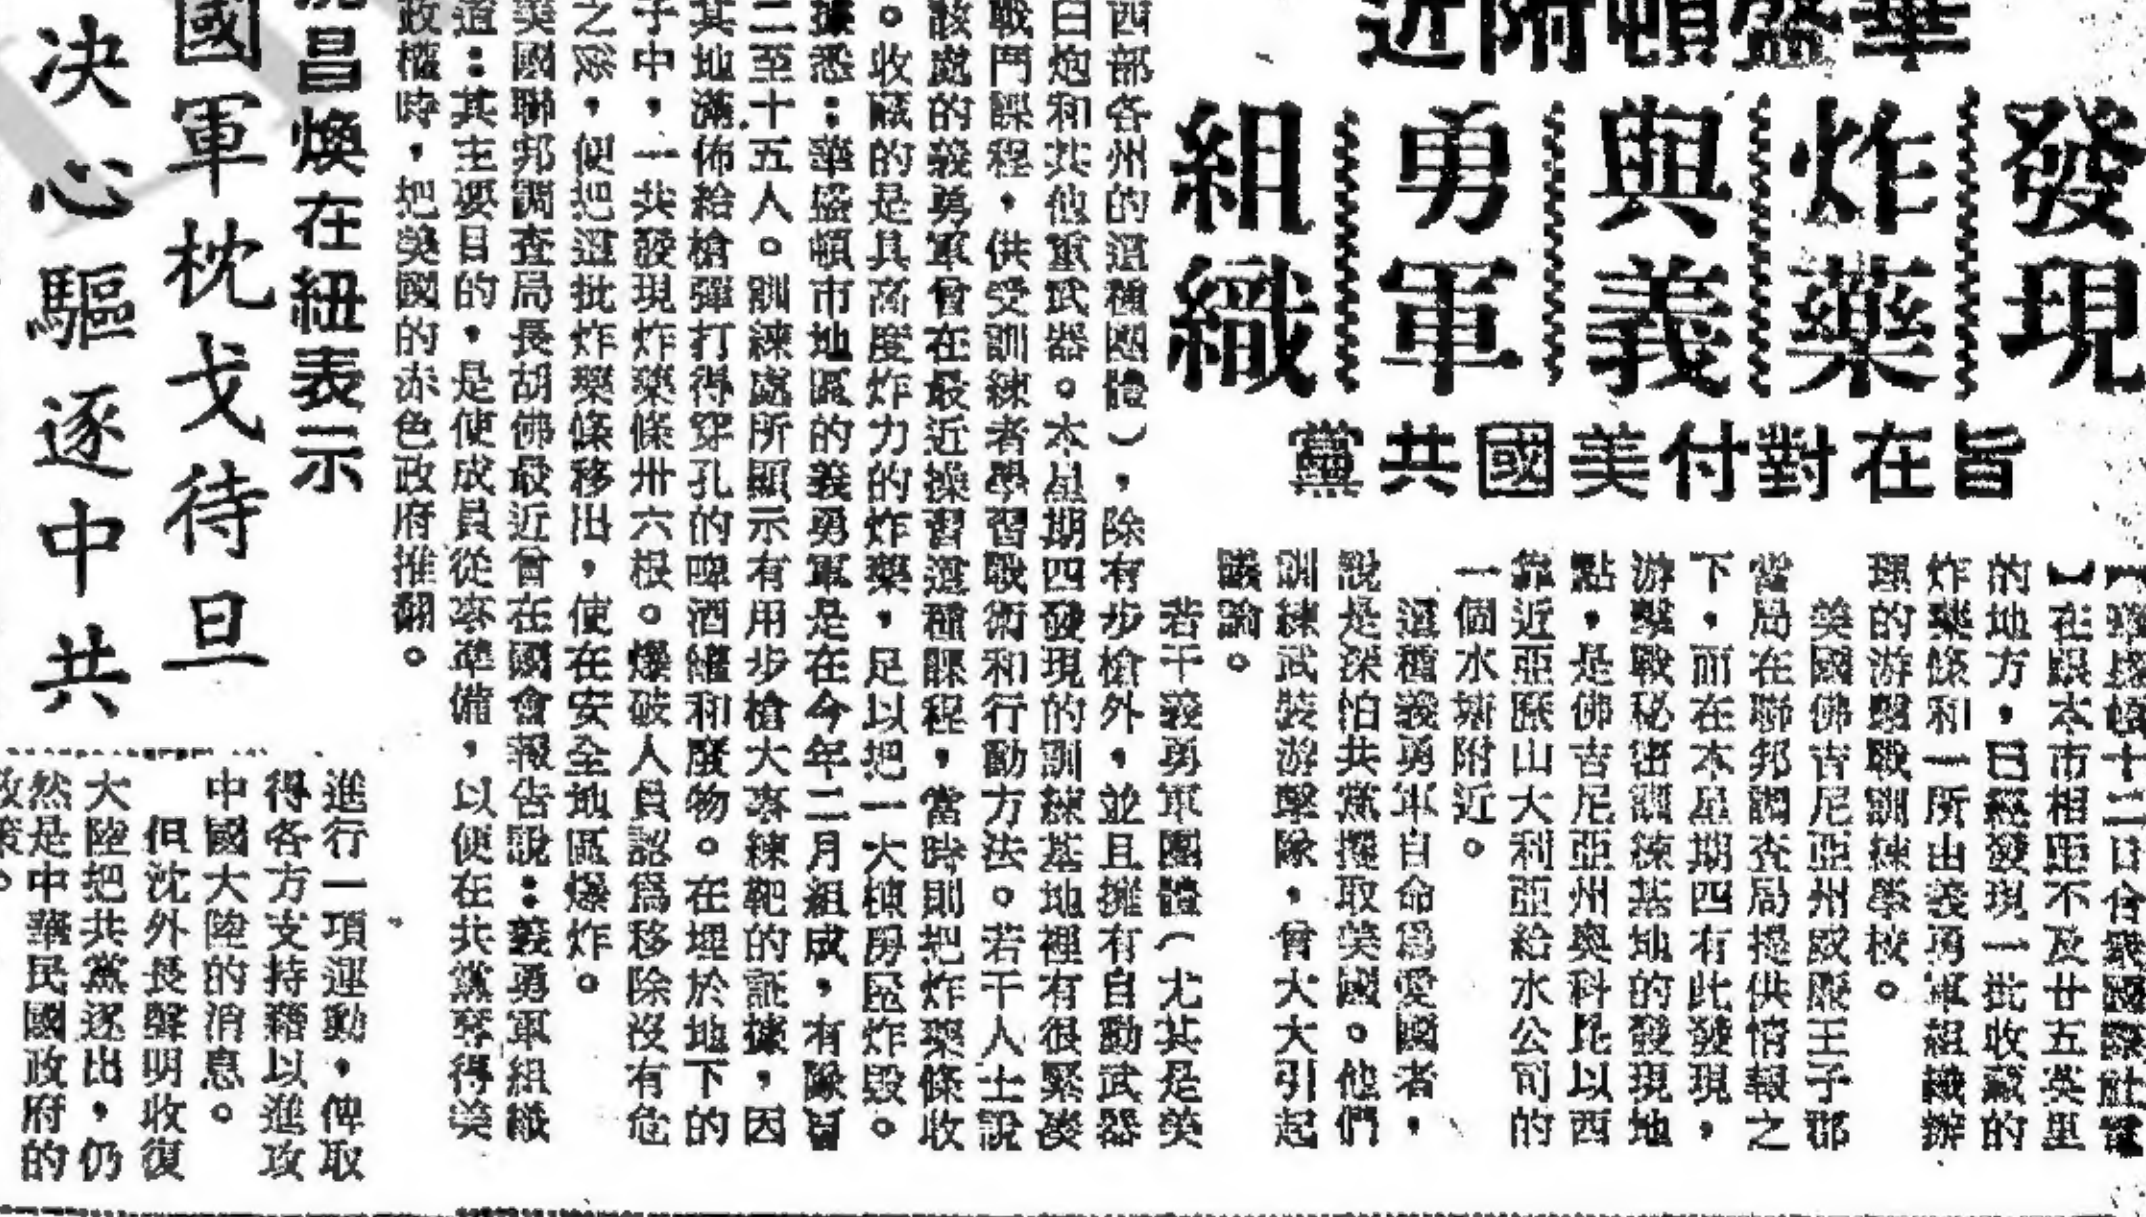 華盛頓附近
發現
炸藥
與義
勇軍
組織
旨在對付美國共黨
【華盛頓十二日合衆國際社電
】在跟本市相距不及廿五英里
的地方，已經發現一批收藏的
炸藥條和一所由義勇軍組織辦
理的游擊戰訓練學校。
美國佛吉尼亞州威廉王子郡
當局在聯邦調查局提供情報之
下，而在本星期四有此發現，
游擊戰秘密訓練基地的發現地
點，是佛吉尼亞州與科昆以西
靠近亞歷山大利亞給水公司的
一個水塘附近。
這種義勇軍自命爲愛國者，
說是深怕共黨攫取美國。他們
訓練武裝游擊隊，曾大大引起
議論。
若干義勇軍團體（尤其是美
西部各州的這種團體），除有步槍外，並且擁有自動武器
白炮和其他重武器。本星期四發現的訓練基地裡有很緊湊
戰鬥課程，供受訓練者學習戰術和行動方法。若干人士說
該處的義勇軍曾在最近操習這種課程，當時則把炸藥條收
。收藏的是具高度炸力的炸藥，足以把一大幢房屋炸毀。
據悉：華盛頓市地區的義勇軍是在今年二月組成，有隊員
二至十五人。訓練處所顯示有用步槍大事練靶的証據，因
其地滿佈給槍彈打得穿孔的啤酒罐和廢物。在埋於地下的
子中，一共發現炸藥條卅六根。爆破人員認爲移除沒有危
之後，便把這批炸藥條移出，使在安全地區爆炸。
美國聯邦調查局長胡佛最近曾在國會報告說：義勇軍組織
道：其主要目的，是使成員從事準備，以便在共黨奪得美
政權時，把美國的赤色政府推翻。
昌煥在紐表示
國軍枕戈待旦
决心驅逐中共
進行一項運動，俾取
得各方支持藉以進攻
中國大陸的消息。
但沈外長聲明收復
大陸把共黨逐出，仍
然是中華民國政府的
政策。